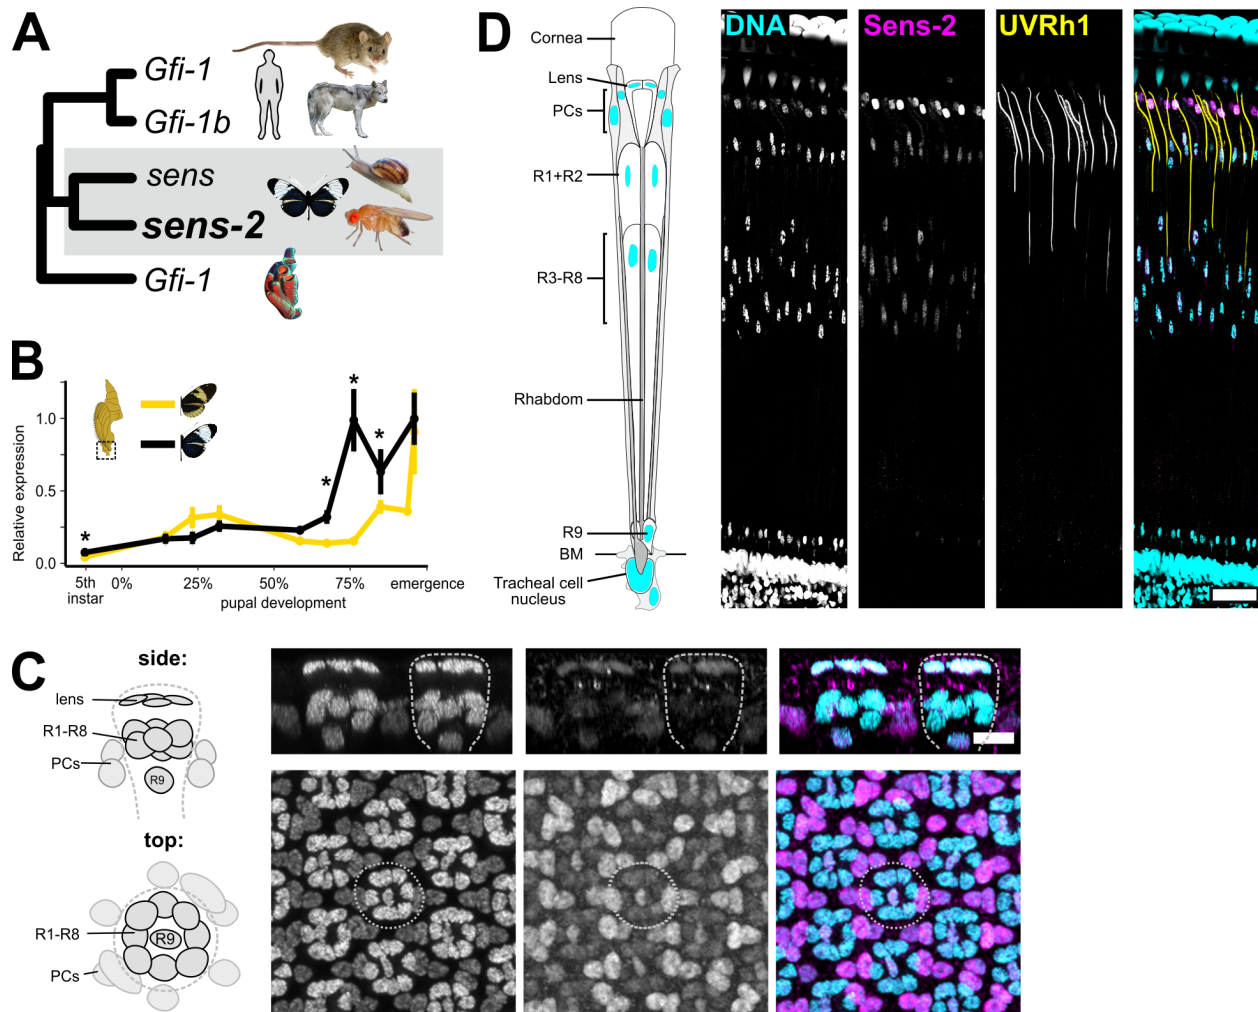 A
Gfi-1
Gfi-1b
sens
sens-2
Gfi-1
B
Relative expression
1.0
0.5
0.0
*
*
*
*
5th instar
0%
25%
50%
75%
emergence
pupal development
C
side:
lens
R1-R8
PCs
R9
top:
R1-R8
R9
PCs
D
Cornea
Lens
PCs
R1+R2
R3-R8
Rhabdom
R9
BM
Tracheal cell
nucleus
DNA
Sens-2
UVRh1